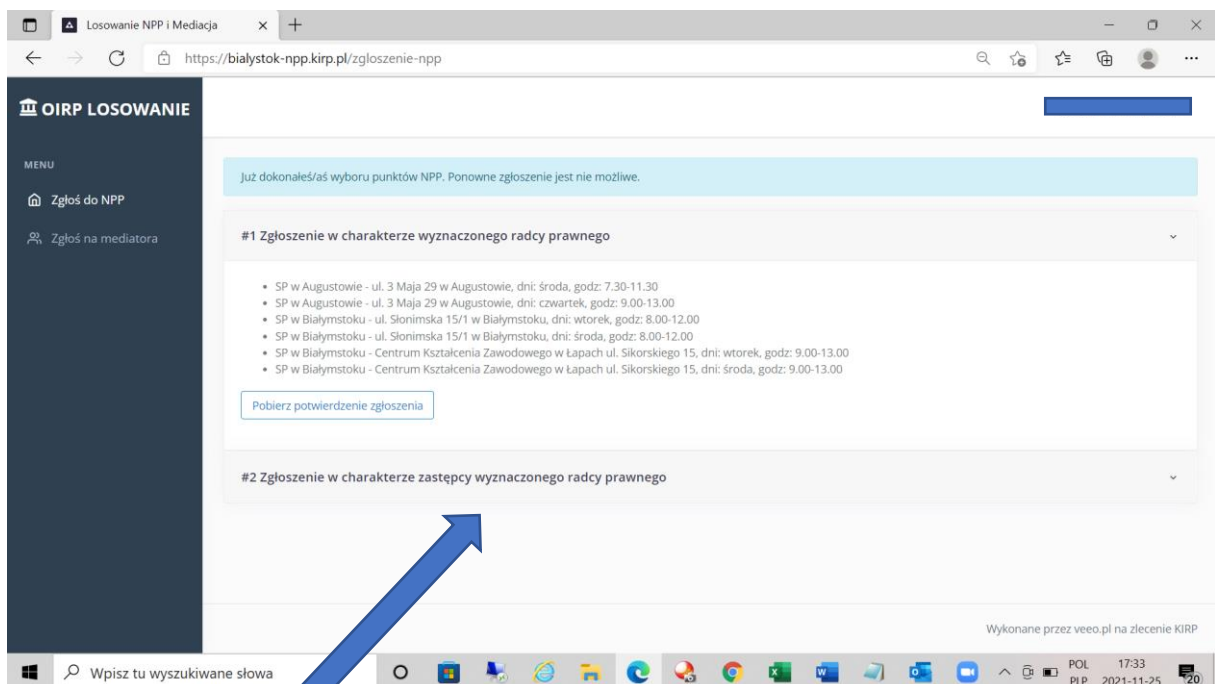 Losowanie NPP i Mediacja
https://bialystok-npp.kirp.pl/zgloszenie-npp
OIRP LOSOWANIE
MENU
Zgłoś do NPP
Zgłoś na mediatora
Już dokonałeś/aś wyboru punktów NPP. Ponowne zgłoszenie jest nie możliwe.
#1 Zgłoszenie w charakterze wyznaczonego radcy prawnego
SP w Augustowie - ul. 3 Maja 29 w Augustowie, dni: środa, godz: 7.30-11.30
SP w Augustowie - ul. 3 Maja 29 w Augustowie, dni: czwartek, godz: 9.00-13.00
SP w Białymstoku - ul. Słonimska 15/1 w Białymstoku, dni: wtorek, godz: 8.00-12.00
SP w Białymstoku - ul. Słonimska 15/1 w Białymstoku, dni: środa, godz: 8.00-12.00
SP w Białymstoku - Centrum Kształcenia Zawodowego w Łapach ul. Sikorskiego 15, dni: wtorek, godz: 9.00-13.00
SP w Białymstoku - Centrum Kształcenia Zawodowego w Łapach ul. Sikorskiego 15, dni: środa, godz: 9.00-13.00
Pobierz potwierdzenie zgłoszenia
#2 Zgłoszenie w charakterze zastępcy wyznaczonego radcy prawnego
Wykonane przez veeo.pl na zlecenie KIRP
Wpisz tu wyszukiwane słowa
POL 17:33
PLP 2021-11-25 20